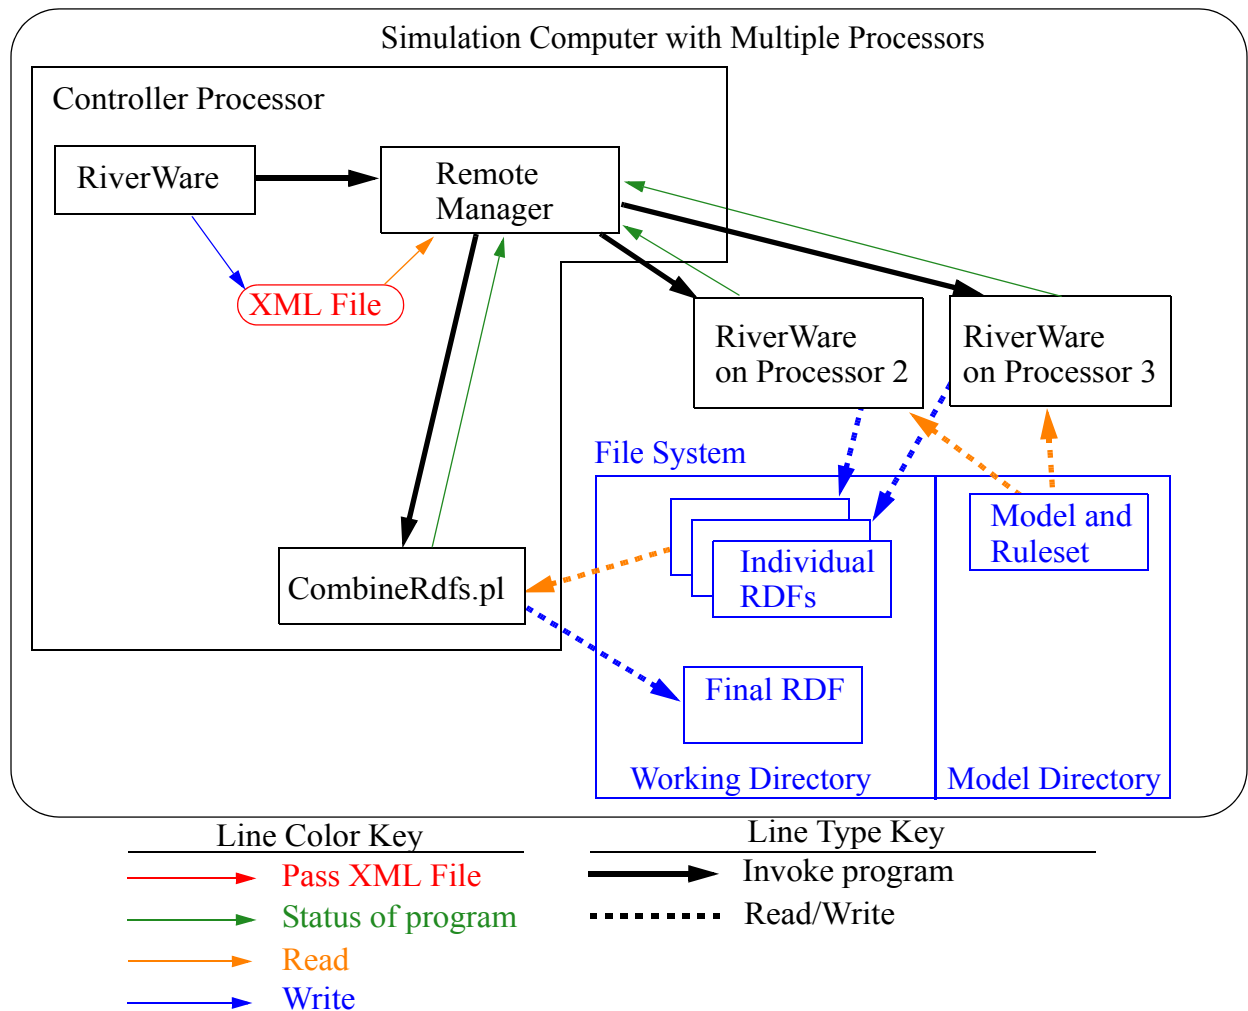 Simulation Computer with Multiple Processors
Controller Processor
RiverWare
Remote
Manager
XML File
RiverWare
on Processor 2
RiverWare
on Processor 3
File System
Model and
Ruleset
Individual
RDFs
CombineRdfs.pl
Final RDF
Working Directory
Model Directory
Line Color Key
Pass XML File
Status of program
Read
Write
Line Type Key
Invoke program
Read/Write